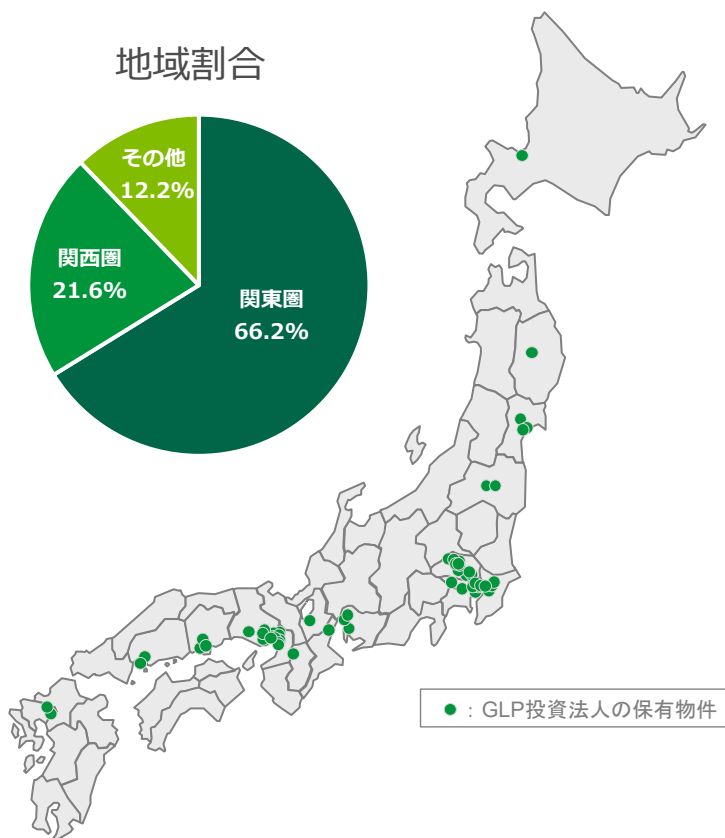 地域割合
その他
12.2%
関西圏
21.6%
関東圏
66.2%
：GLP投資法人の保有物件